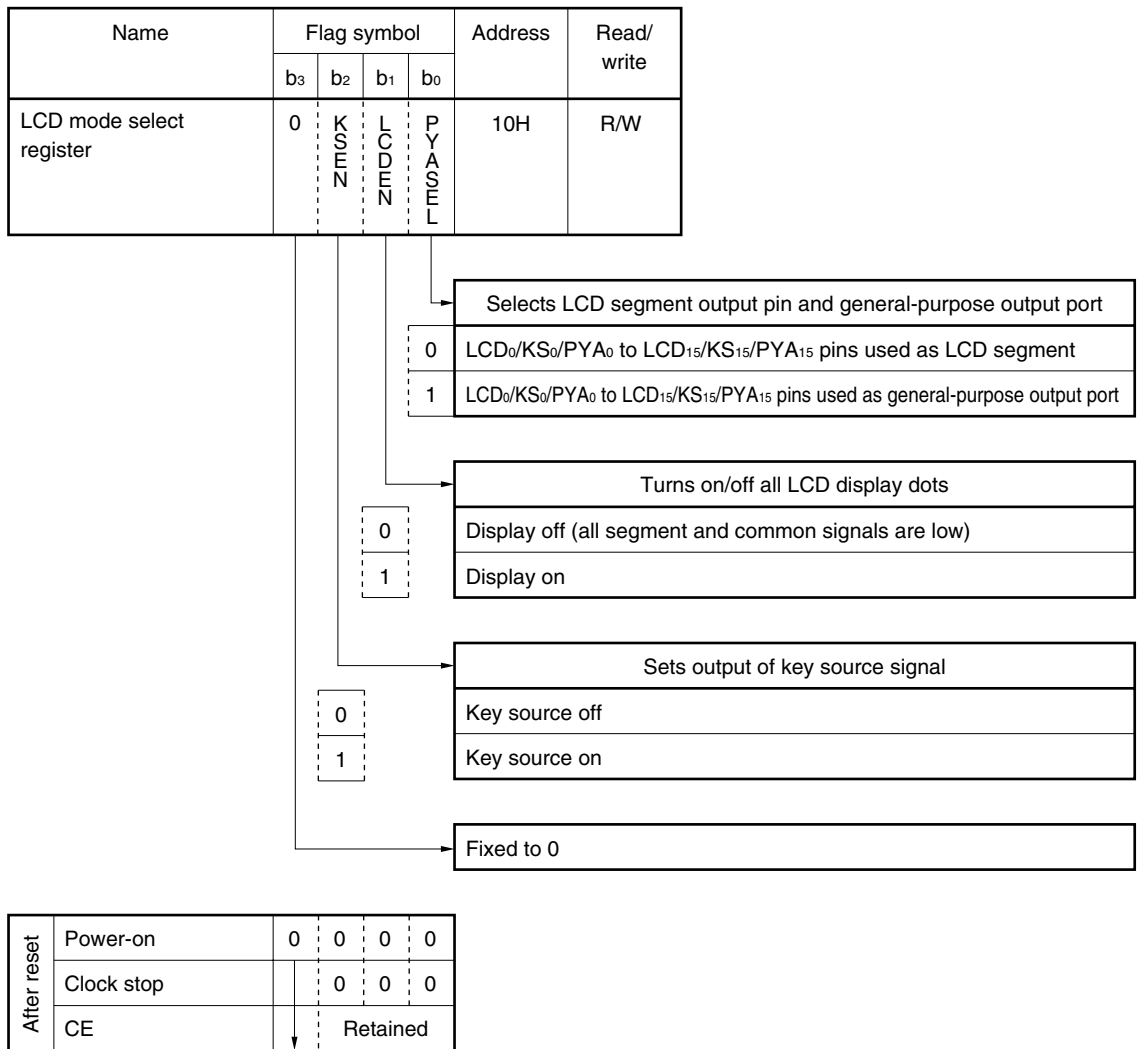 Name Flag symbol Address Read/
write
b3 b2 b1 b0
LCD mode select
register
0 KSEN LCDEN PYASEL 10H R/W
Selects LCD segment output pin and general-purpose output port
0 LCD0/KS0/PYA0 to LCD15/KS15/PYA15 pins used as LCD segment
1 LCD0/KS0/PYA0 to LCD15/KS15/PYA15 pins used as general-purpose output port
Turns on/off all LCD display dots
0 Display off (all segment and common signals are low)
1 Display on
Sets output of key source signal
0 Key source off
1 Key source on
Fixed to 0
After reset
Power-on 0 0 0 0
Clock stop 0 0 0
CE Retained